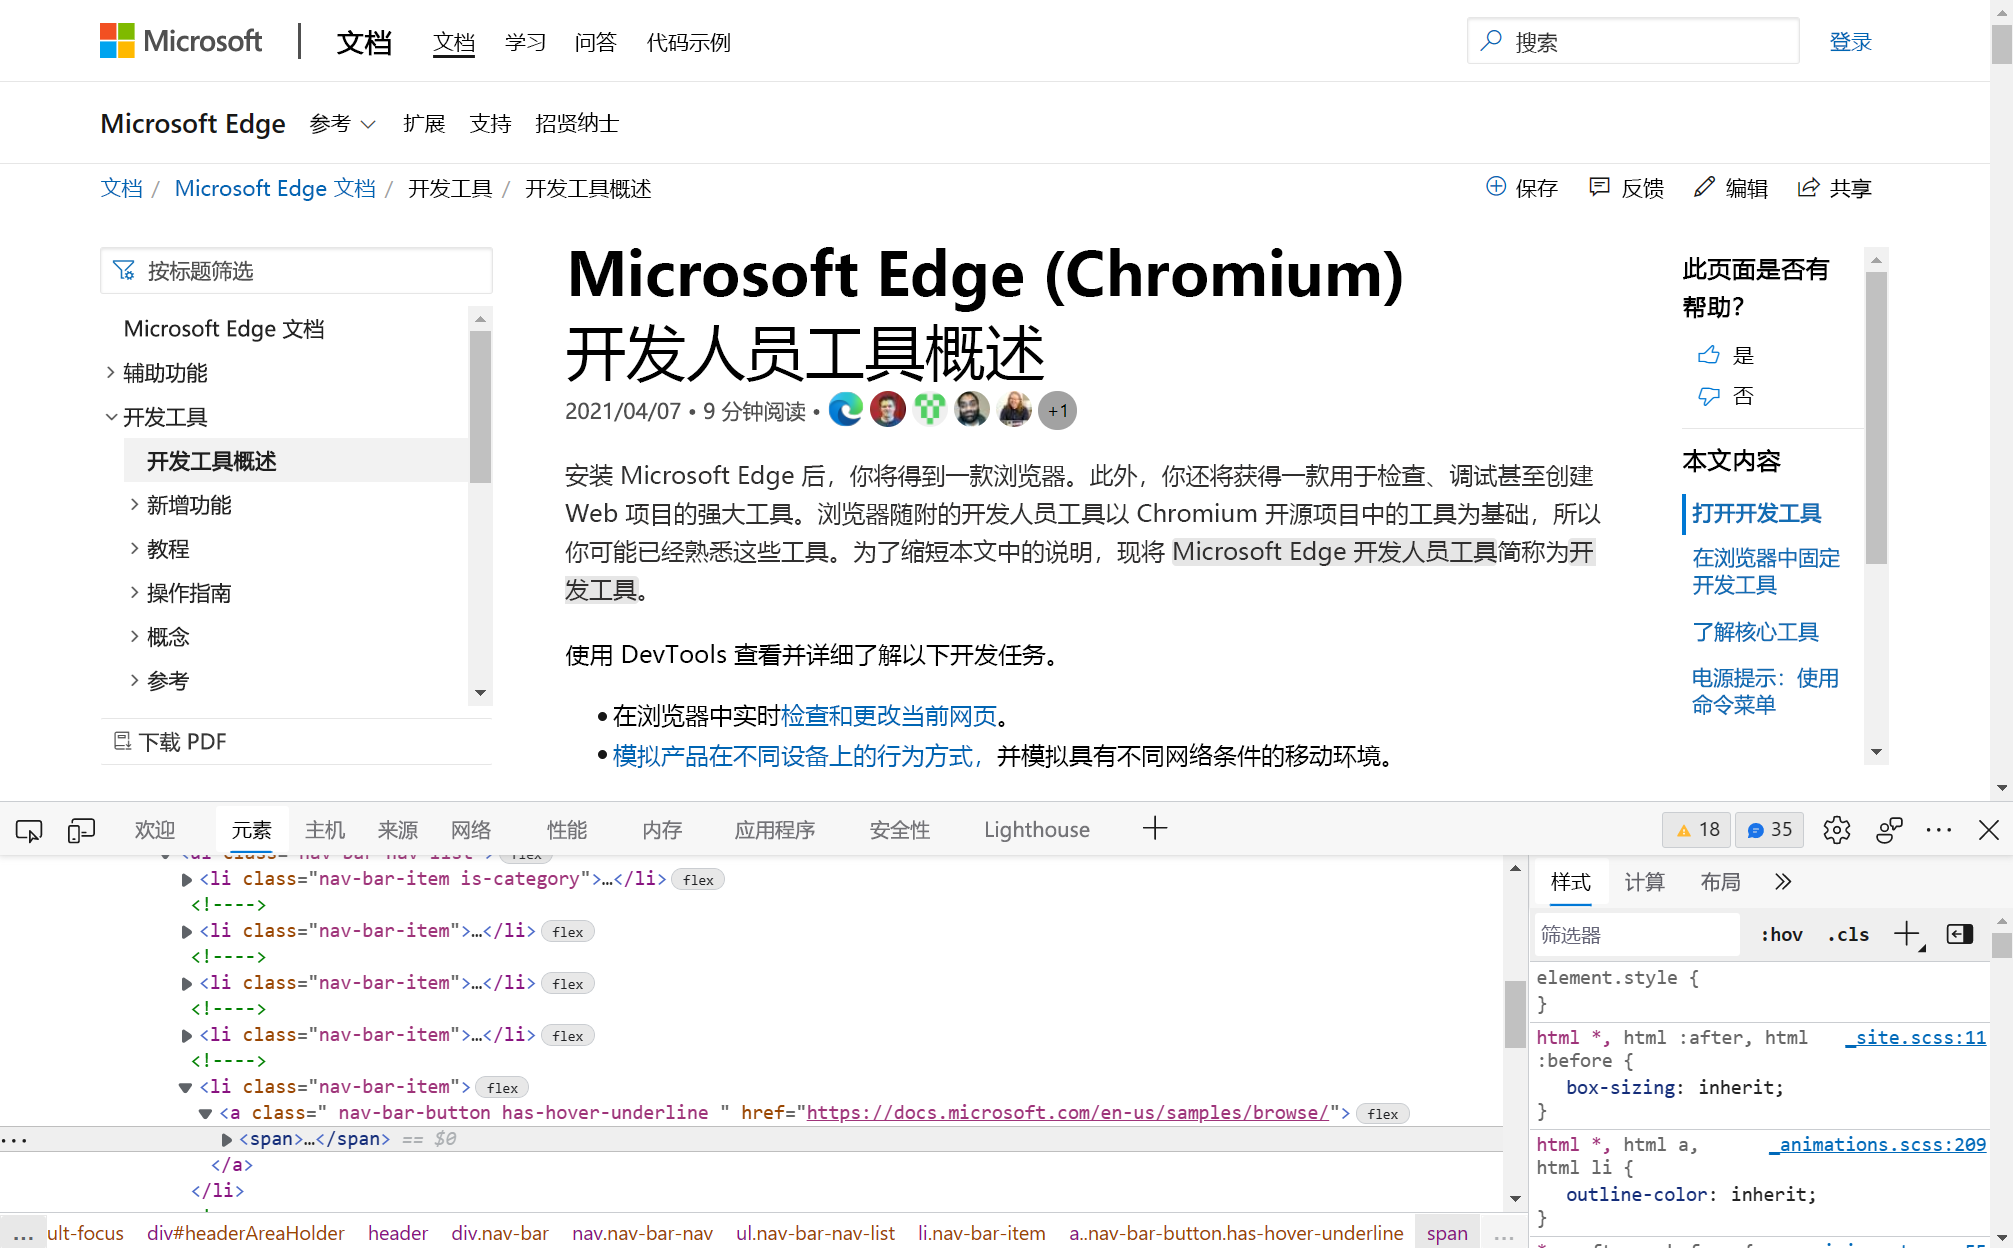 Microsoft 文档 文档 学习 问答 代码示例 搜索 登录
Microsoft Edge 参考 扩展 支持 招贤纳士
文档 / Microsoft Edge 文档 / 开发工具 / 开发工具概述 保存 反馈 编辑 共享
按标题筛选
Microsoft Edge 文档
辅助功能
开发工具
开发工具概述
新增功能
教程
操作指南
概念
参考
下载 PDF
Microsoft Edge (Chromium)
开发人员工具概述
2021/04/07 • 9 分钟阅读 • +1
安装 Microsoft Edge 后，你将得到一款浏览器。此外，你还将获得一款用于检查、调试甚至创建
Web 项目的强大工具。浏览器随附的开发人员工具以 Chromium 开源项目中的工具为基础，所以
你可能已经熟悉这些工具。为了缩短本文中的说明，现将 Microsoft Edge 开发人员工具简称为开
发工具。
使用 DevTools 查看并详细了解以下开发任务。
• 在浏览器中实时检查和更改当前网页。
• 模拟产品在不同设备上的行为方式，并模拟具有不同网络条件的移动环境。
此页面是否有
帮助？
是
否
本文内容
打开开发工具
在浏览器中固定
开发工具
了解核心工具
电源提示：使用
命令菜单
欢迎 元素 主机 来源 网络 性能 内存 应用程序 安全性 Lighthouse 18 35
<ul class="nav-bar-nav-list"> flex
<li class="nav-bar-item is-category">…</li> flex
<!---->
<li class="nav-bar-item">…</li> flex
<!---->
<li class="nav-bar-item">…</li> flex
<!---->
<li class="nav-bar-item">…</li> flex
<!---->
<li class="nav-bar-item"> flex
<a class=" nav-bar-button has-hover-underline " href="https://docs.microsoft.com/en-us/samples/browse/"> flex
… <span>…</span> == $0
</a>
</li>
… ult-focus div#headerAreaHolder header div.nav-bar nav.nav-bar-nav ul.nav-bar-nav-list li.nav-bar-item a..nav-bar-button.has-hover-underline span …
样式 计算 布局
筛选器 :hov .cls
element.style {
}
html *, html :after, html _site.scss:11
:before {
box-sizing: inherit;
}
html *, html a, _animations.scss:209
html li {
outline-color: inherit;
}